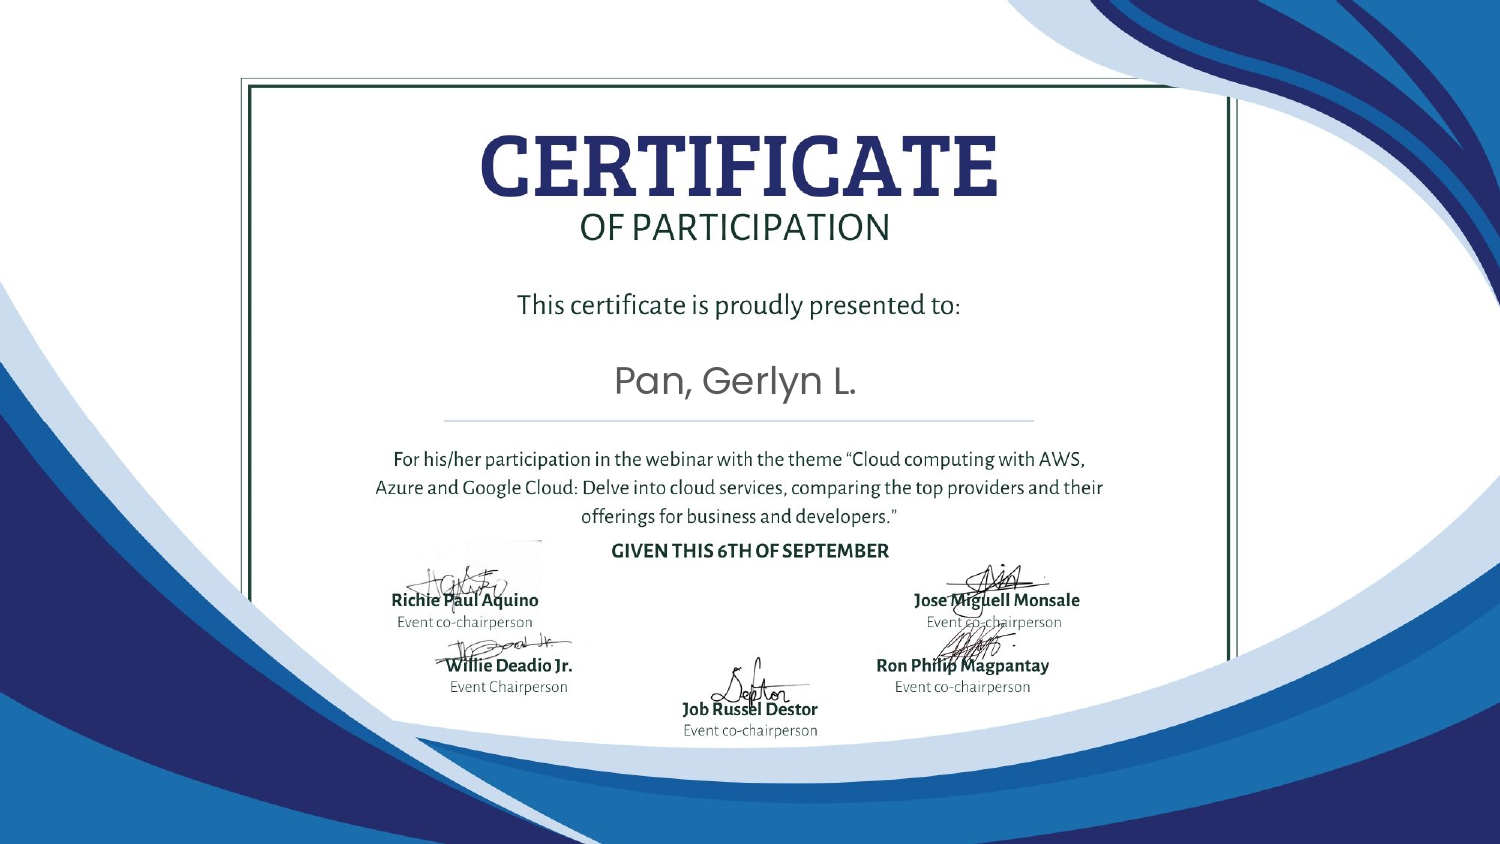 CERTIFICATE
OF PARTICIPATION
This certificate is proudly presented to:
Pan, Gerlyn L.
For his/her participation in the webinar with the theme “Cloud computing with AWS,
Azure and Google Cloud: Delve into cloud services, comparing the top providers and their
offerings for business and developers.”
GIVEN THIS 6TH OF SEPTEMBER
Richie Paul Aquino
Event co-chairperson
Jose Miguell Monsale
Event co-chairperson
Willie Deadio Jr.
Event Chairperson
Ron Philip Magpantay
Event co-chairperson
Job Russel Destor
Event co-chairperson